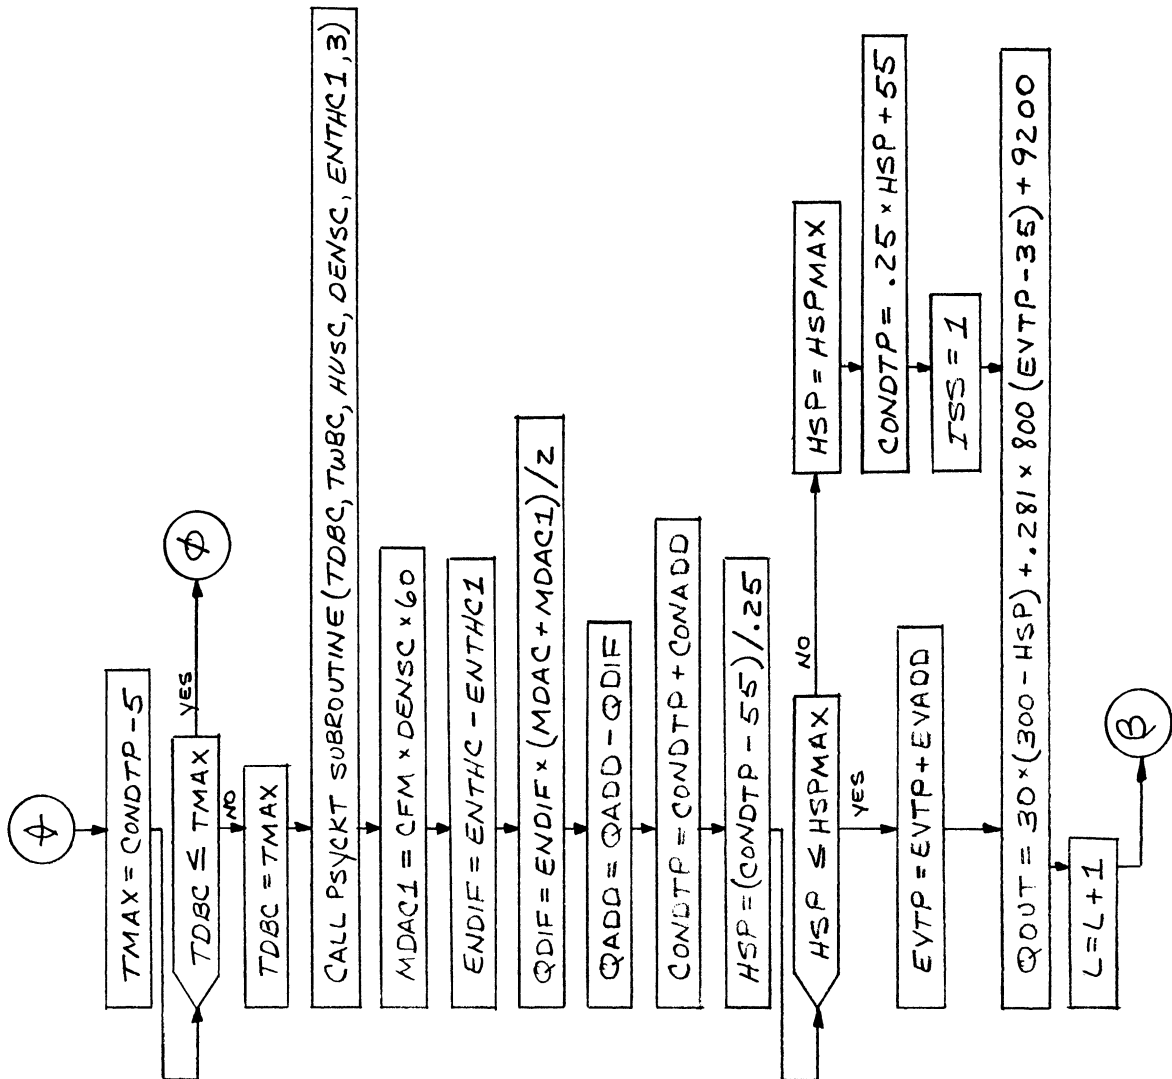 TMAX = CONDTP - 5
TDBC ≤ TMAX
YES
Φ
NO
TDBC = TMAX
CALL PSYCKT SUBROUTINE (TDBC, TWBC, HUSC, DENSC, ENTHC1, 3)
MDAC1 = CFM × DENSC × 60
ENDIF = ENTHC - ENTHC1
QDIF = ENDIF × (MDAC + MDAC1) / 2
QADD = QADD - QDIF
CONDTP = CONDTP + CONADD
HSP = (CONDTP - 55) / .25
HSP ≤ HSPMAX
NO
HSP = HSPMAX
CONDTP = .25 × HSP + 55
ISS = 1
YES
EVTP = EVTP + EVADD
QOUT = 30 × (300 - HSP) + .281 × 800 (EVTP - 35) + 9200
L = L + 1
B